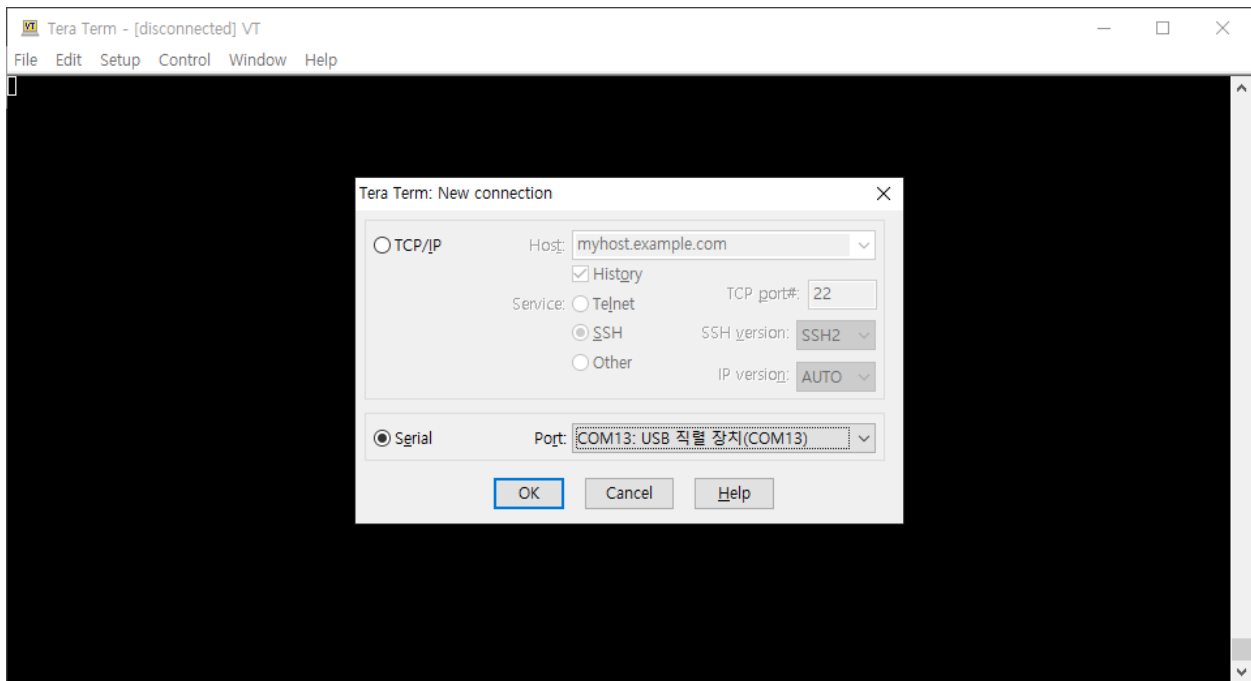 VT Tera Term - [disconnected] VT
File Edit Setup Control Window Help
Tera Term: New connection
TCP/IP Host: myhost.example.com
History
Service: Telnet TCP port#: 22
SSH SSH version: SSH2
Other IP version: AUTO
Serial Port: COM13: USB 직렬 장치(COM13)
OK Cancel Help